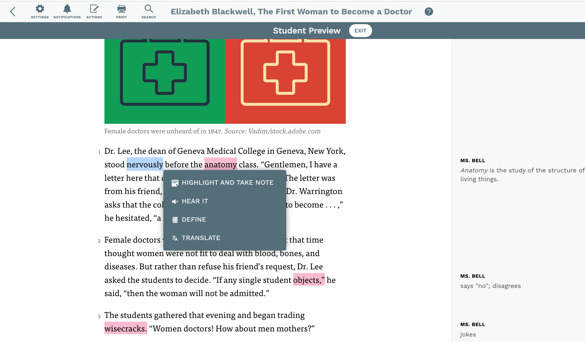 Elizabeth Blackwell, The First Woman to Become a Doctor
SETTINGS NOTIFICATIONS ACTIONS PRINT SEARCH
Student Preview EXIT
Female doctors were unheard of in 1847. Source: Vadim/stock.adobe.com
1 Dr. Lee, the dean of Geneva Medical College in Geneva, New York,
stood nervously before the anatomy class. “Gentlemen, I have a
letter here that The letter was
from his friend, Dr. Warrington
asks that the co to become . . . ,”
he hesitated, “a
HIGHLIGHT AND TAKE NOTE
HEAR IT
DEFINE
TRANSLATE
2 Female doctors t that time
thought women were not fit to deal with blood, bones, and
diseases. But rather than refuse his friend’s request, Dr. Lee
asked the students to decide. “If any single student objects,” he
said, “then the woman will not be admitted.”
3 The students gathered that evening and began trading
wisecracks. “Women doctors! How about men mothers?”
MS. BELL
Anatomy is the study of the structure of
living things.
MS. BELL
says "no"; disagrees
MS. BELL
jokes